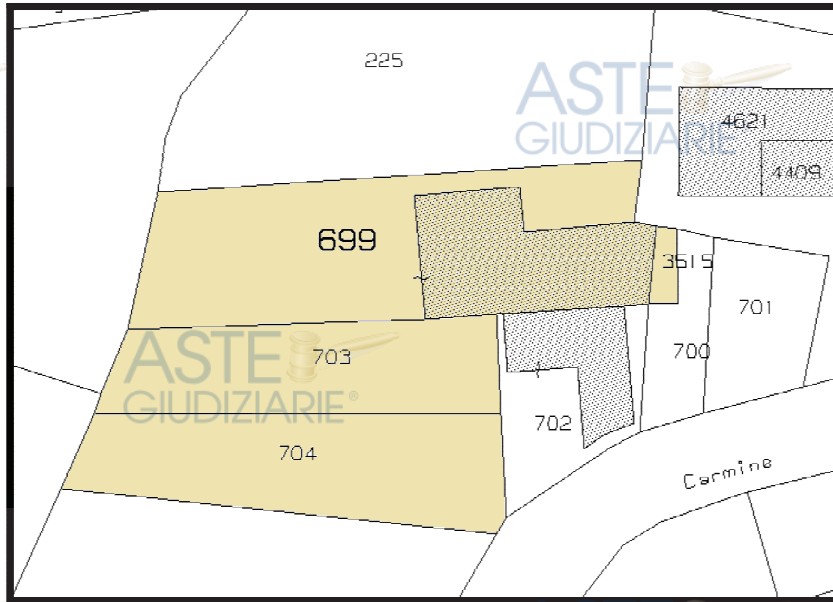 225
ASTE
GIUDIZIARIE
4621
4409
699
3515
701
ASTE
GIUDIZIARIE®
703
700
702
704
Carmine